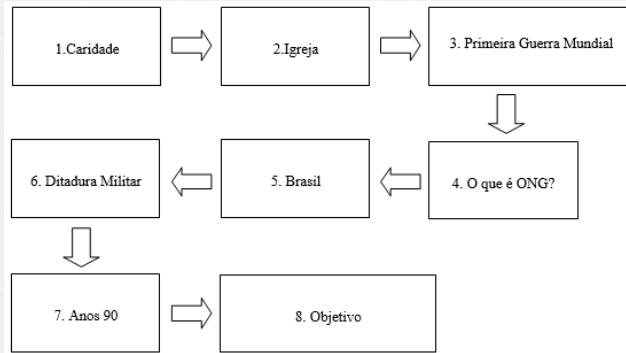 1.Caridade
2.Igreja
3. Primeira Guerra Mundial
4. O que é ONG?
5. Brasil
6. Ditadura Militar
7. Anos 90
8. Objetivo